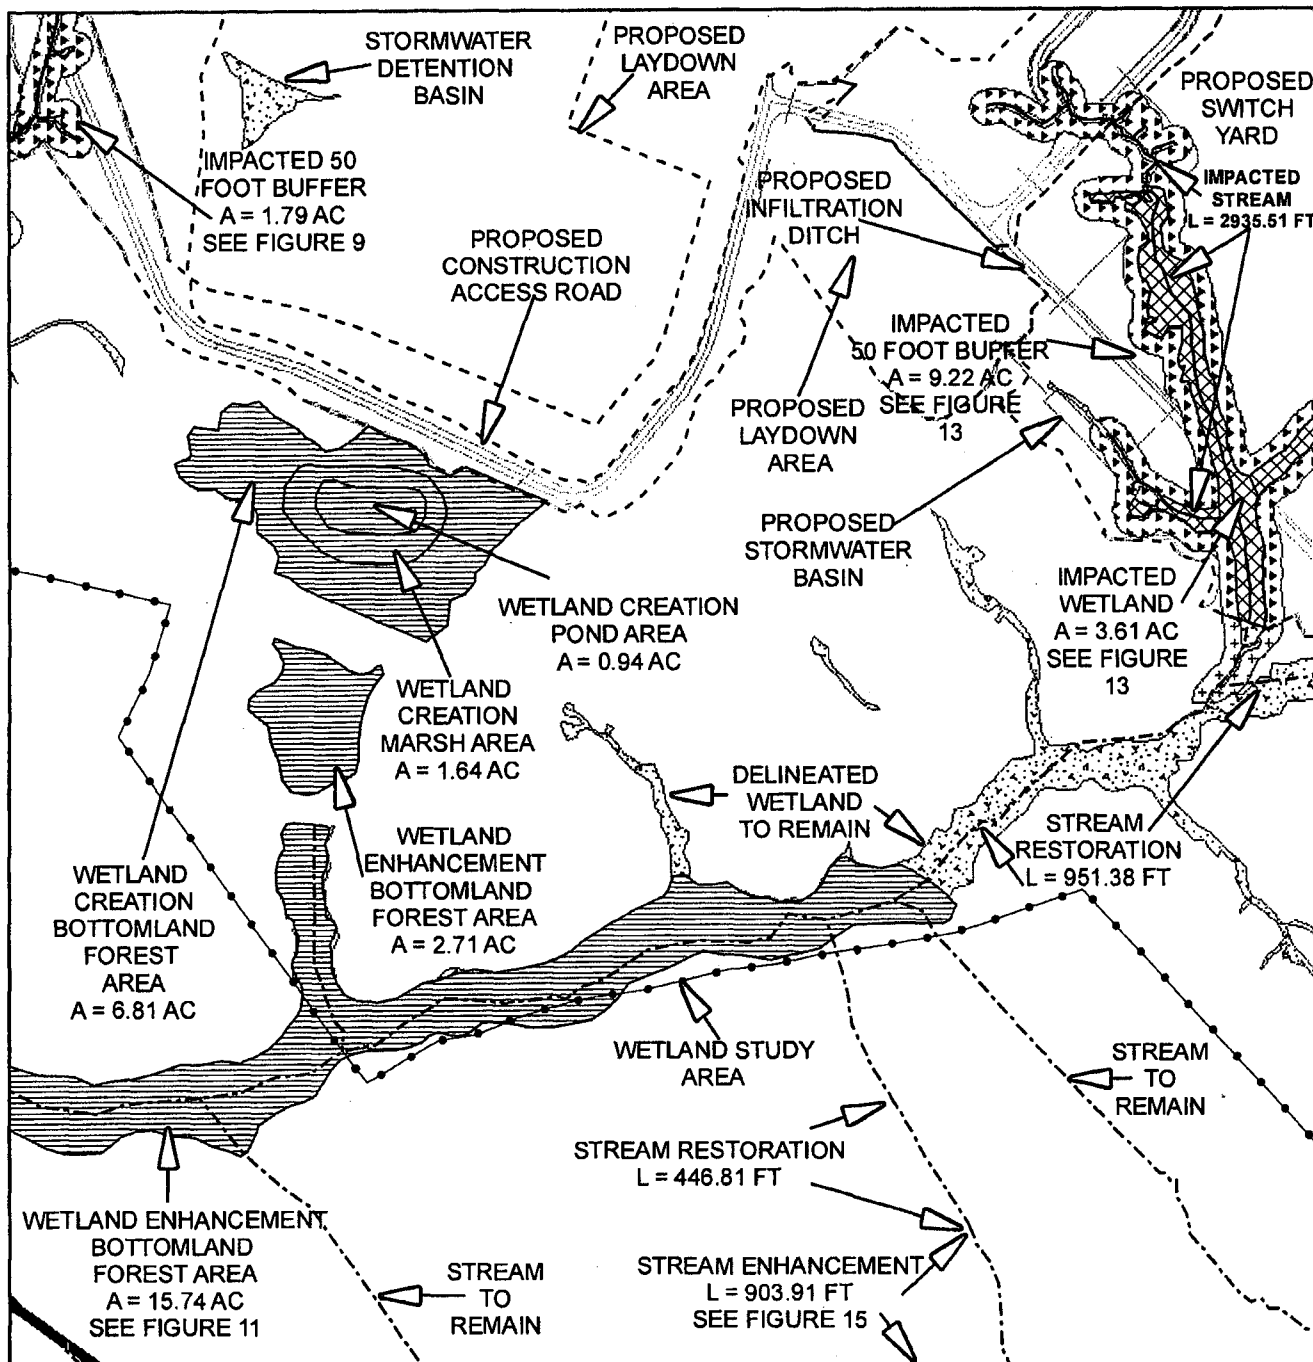 STORMWATER
DETENTION
BASIN
PROPOSED
LAYDOWN
AREA
PROPOSED
SWITCH
YARD
IMPACTED
STREAM
L = 2935.51 FT
IMPACTED 50
FOOT BUFFER
A = 1.79 AC
SEE FIGURE 9
PROPOSED
CONSTRUCTION
ACCESS ROAD
PROPOSED
INFILTRATION
DITCH
IMPACTED
50 FOOT BUFFER
A = 9.22 AC
SEE FIGURE
13
PROPOSED
LAYDOWN
AREA
PROPOSED
STORMWATER
BASIN
IMPACTED
WETLAND
A = 3.61 AC
SEE FIGURE
13
WETLAND CREATION
POND AREA
A = 0.94 AC
WETLAND
CREATION
MARSH AREA
A = 1.64 AC
DELINEATED
WETLAND
TO REMAIN
STREAM
RESTORATION
L = 951.38 FT
WETLAND
ENHANCEMENT
BOTTOMLAND
FOREST AREA
A = 2.71 AC
WETLAND
CREATION
BOTTOMLAND
FOREST
AREA
A = 6.81 AC
WETLAND STUDY
AREA
STREAM
TO
REMAIN
STREAM RESTORATION
L = 446.81 FT
WETLAND ENHANCEMENT
BOTTOMLAND
FOREST AREA
A = 15.74 AC
SEE FIGURE 11
STREAM
TO
REMAIN
STREAM ENHANCEMENT
L = 903.91 FT
SEE FIGURE 15